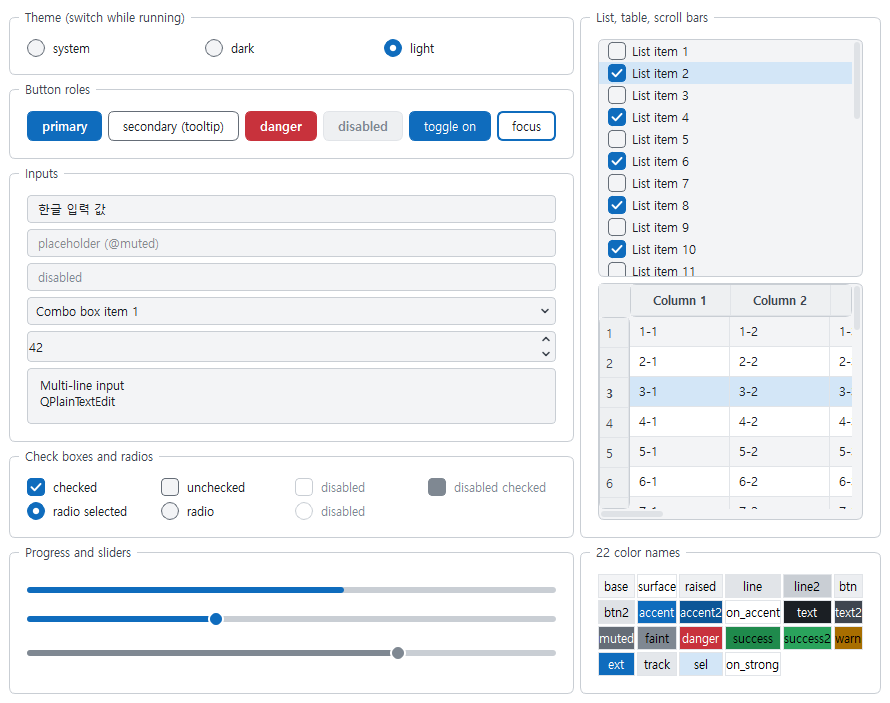 Theme (switch while running)
system
dark
light
Button roles
primary
secondary (tooltip)
danger
disabled
toggle on
focus
Inputs
한글 입력 값
placeholder (@muted)
disabled
Combo box item 1
42
Multi-line input
QPlainTextEdit
Check boxes and radios
checked
unchecked
disabled
disabled checked
radio selected
radio
disabled
Progress and sliders
List, table, scroll bars
List item 1
List item 2
List item 3
List item 4
List item 5
List item 6
List item 7
List item 8
List item 9
List item 10
List item 11
Column 1 Column 2
1 1-1 1-2 1-
2 2-1 2-2 2-
3 3-1 3-2 3-
4 4-1 4-2 4-
5 5-1 5-2 5-
6 6-1 6-2 6-
22 color names
base surface raised line line2 btn
btn2 accent accent2 on_accent text text2
muted faint danger success success2 warn
ext track sel on_strong